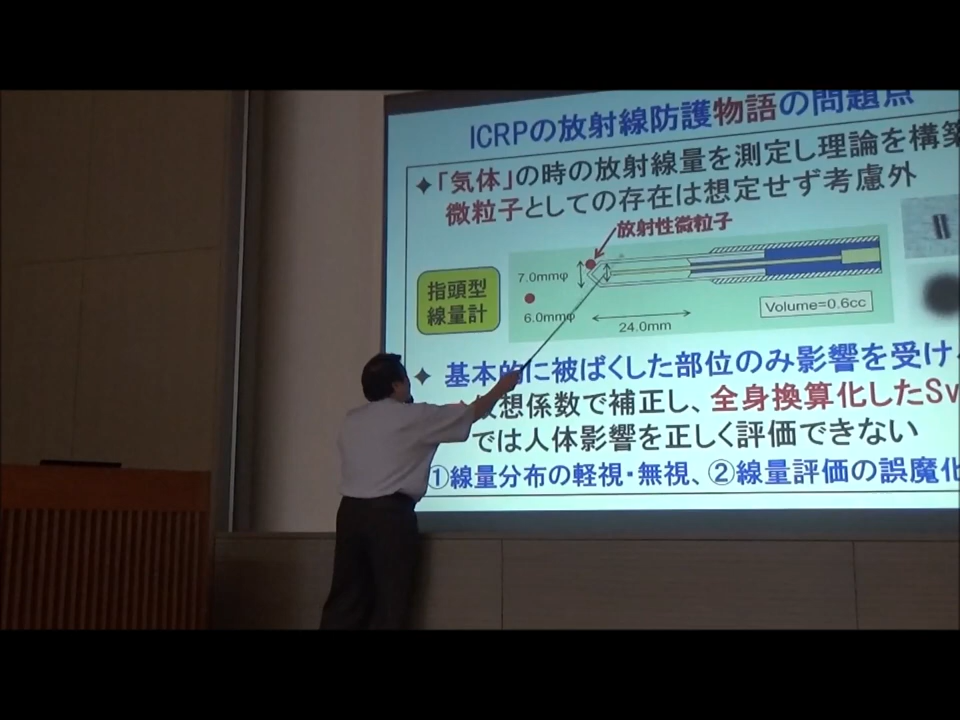 ICRPの放射線防護物語の問題点
✦「気体」の時の放射線量を測定し理論を構築
微粒子としての存在は想定せず考慮外
放射性微粒子
指頭型
線量計
7.0mmφ
6.0mmφ
24.0mm
Volume=0.6cc
✦ 基本的に被ばくした部位のみ影響を受け
仮想係数で補正し、全身換算化したSv
では人体影響を正しく評価できない
①線量分布の軽視・無視、②線量評価の誤魔化